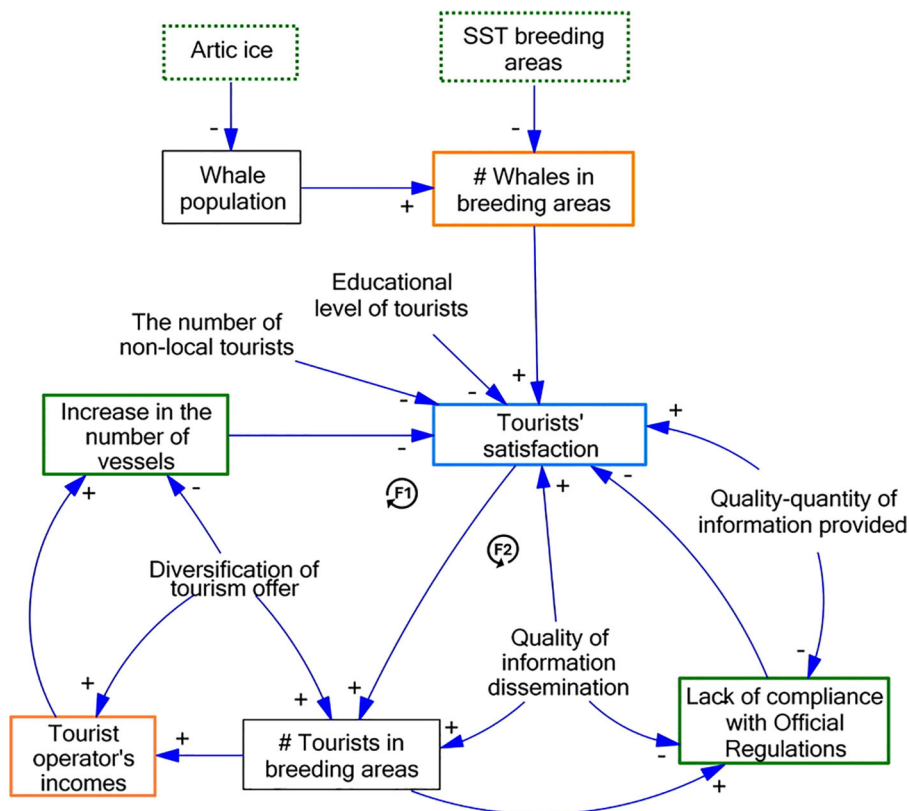 Artic ice
SST breeding
areas
-
-
Whale
population
+
# Whales in
breeding areas
Educational
level of tourists
The number of
non-local tourists
+
-
-
Increase in the
number of
vessels
-
Tourists'
satisfaction
+
+
-
F1
+
-
Quality-quantity of
information provided
F2
Diversification of
tourism offer
Quality of
information
dissemination
-
+
+
+
+
Tourist
operator's
incomes
+
# Tourists in
breeding areas
-
Lack of compliance
with Official
Regulations
+